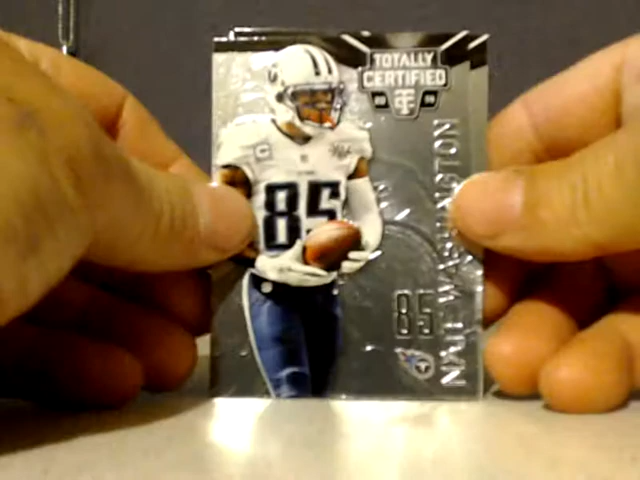 TOTALLY
CERTIFIED
85
NATE WASHINGTON
85
C